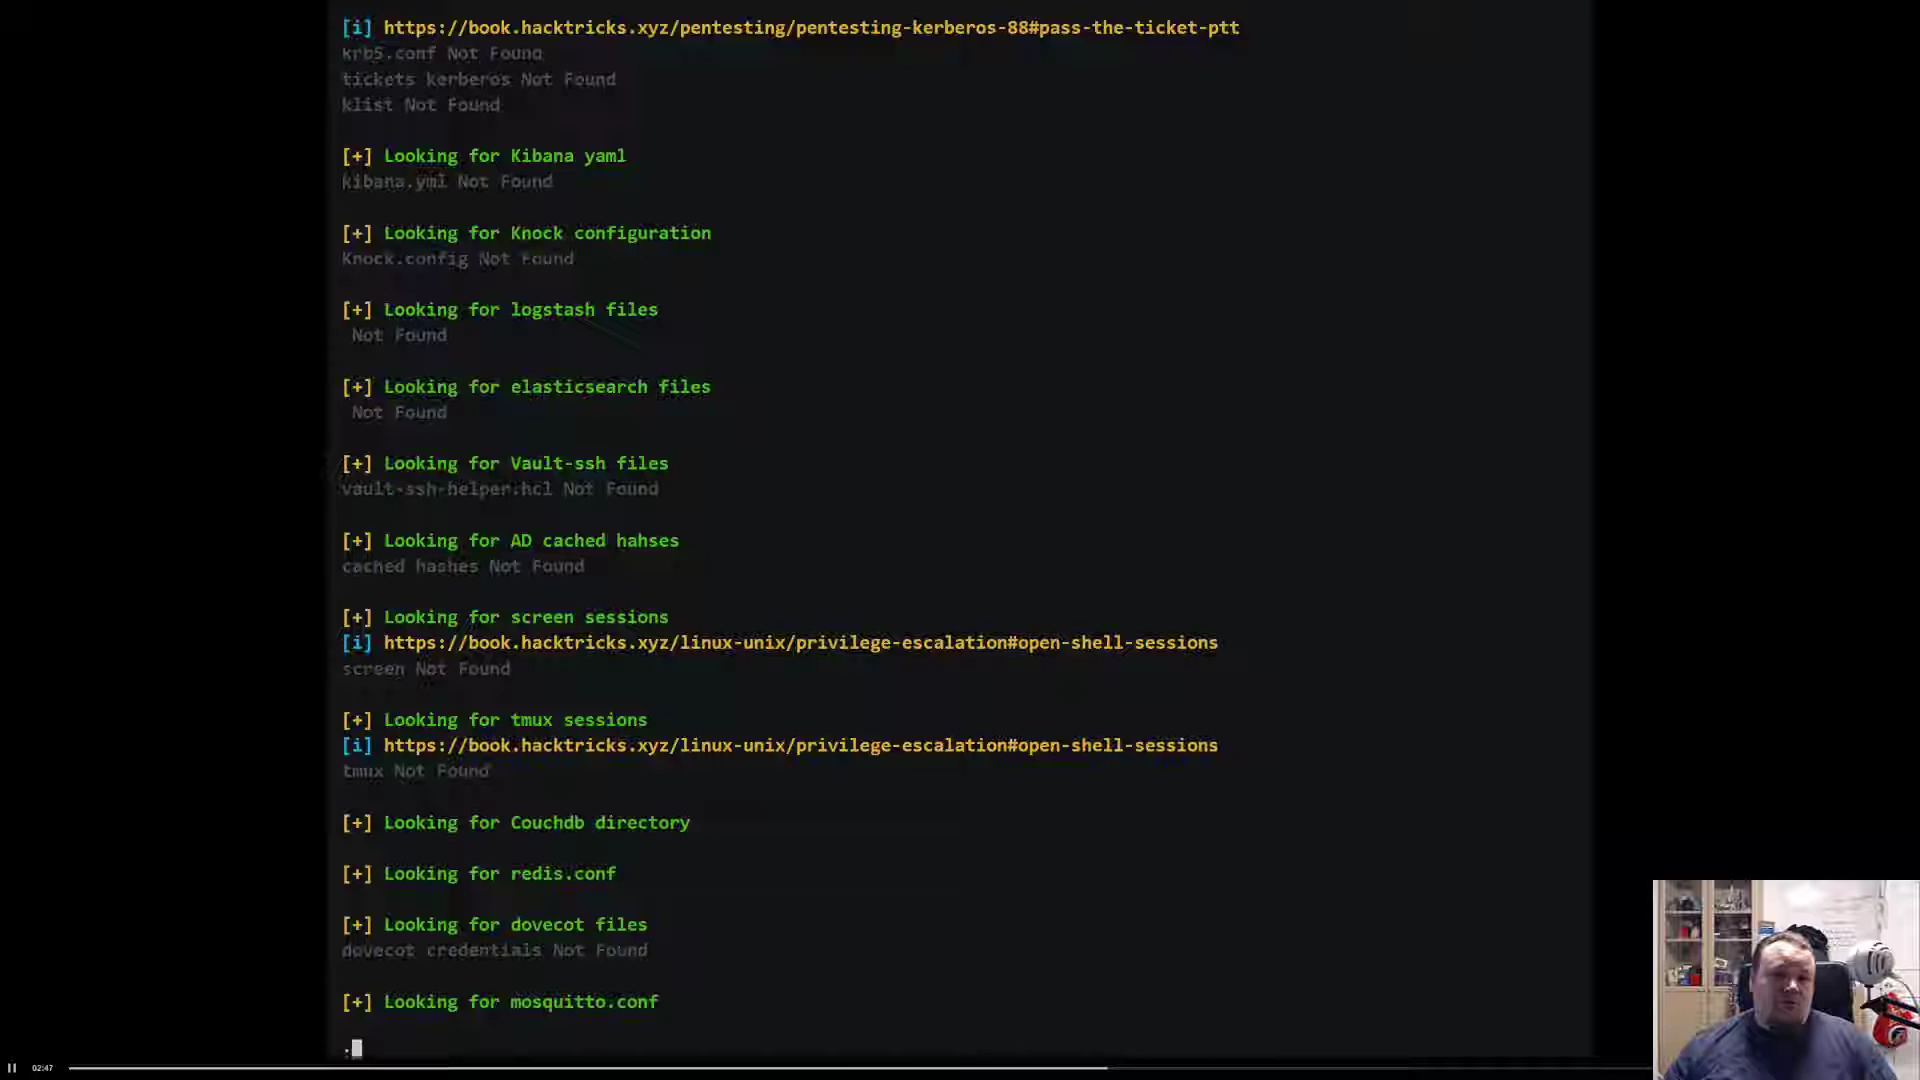 [i] https://book.hacktricks.xyz/pentesting/pentesting-kerberos-88#pass-the-ticket-ptt
krb5.conf Not Found
tickets kerberos Not Found
klist Not Found
[+] Looking for Kibana yaml
kibana.yml Not Found
[+] Looking for Knock configuration
Knock.config Not Found
[+] Looking for logstash files
Not Found
[+] Looking for elasticsearch files
Not Found
[+] Looking for Vault-ssh files
vault-ssh-helper.hcl Not Found
[+] Looking for AD cached hahses
cached hashes Not Found
[+] Looking for screen sessions
[i] https://book.hacktricks.xyz/linux-unix/privilege-escalation#open-shell-sessions
screen Not Found
[+] Looking for tmux sessions
[i] https://book.hacktricks.xyz/linux-unix/privilege-escalation#open-shell-sessions
tmux Not Found
[+] Looking for Couchdb directory
[+] Looking for redis.conf
[+] Looking for dovecot files
dovecot credentials Not Found
[+] Looking for mosquitto.conf
:
02:47